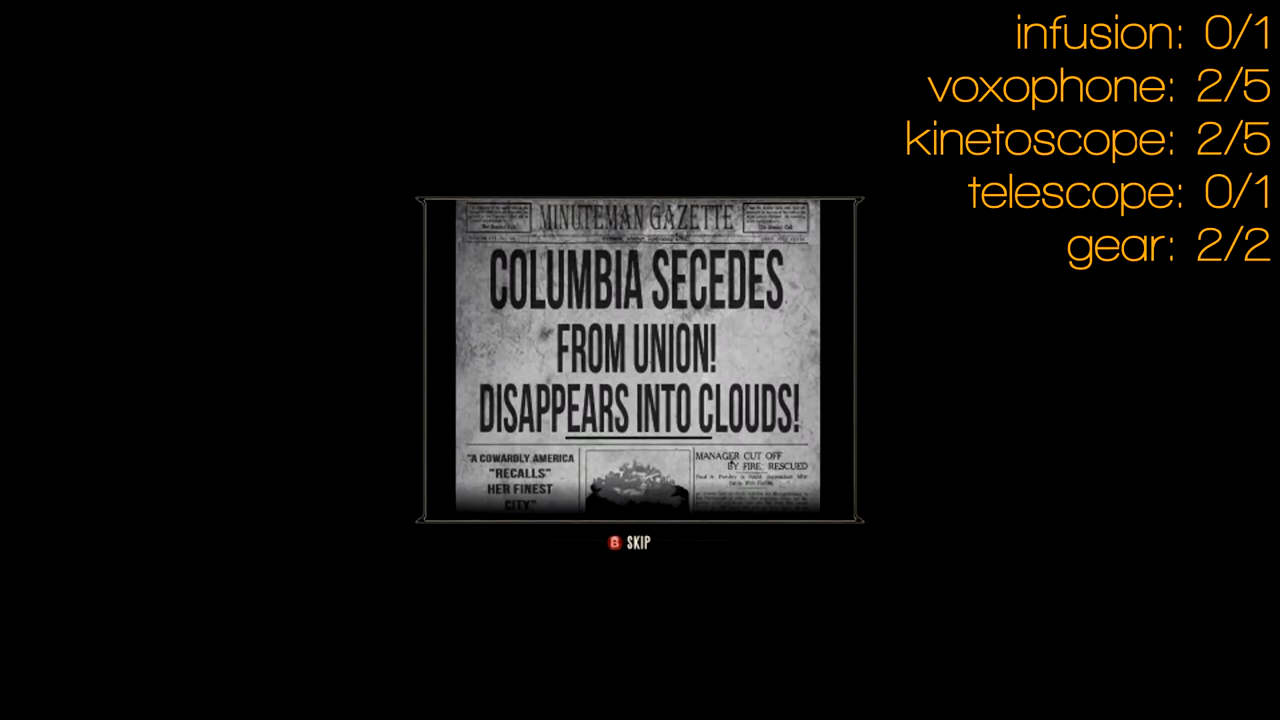 infusion: 0/1
voxophone: 2/5
kinetoscope: 2/5
telescope: 0/1
gear: 2/2
MINUTEMAN GAZETTE
COLUMBIA SECEDES
FROM UNION!
DISAPPEARS INTO CLOUDS!
"A COWARDLY AMERICA
"RECALLS"
HER FINEST
CITY"
MANAGER CUT OFF
BY FIRE; RESCUED
B SKIP